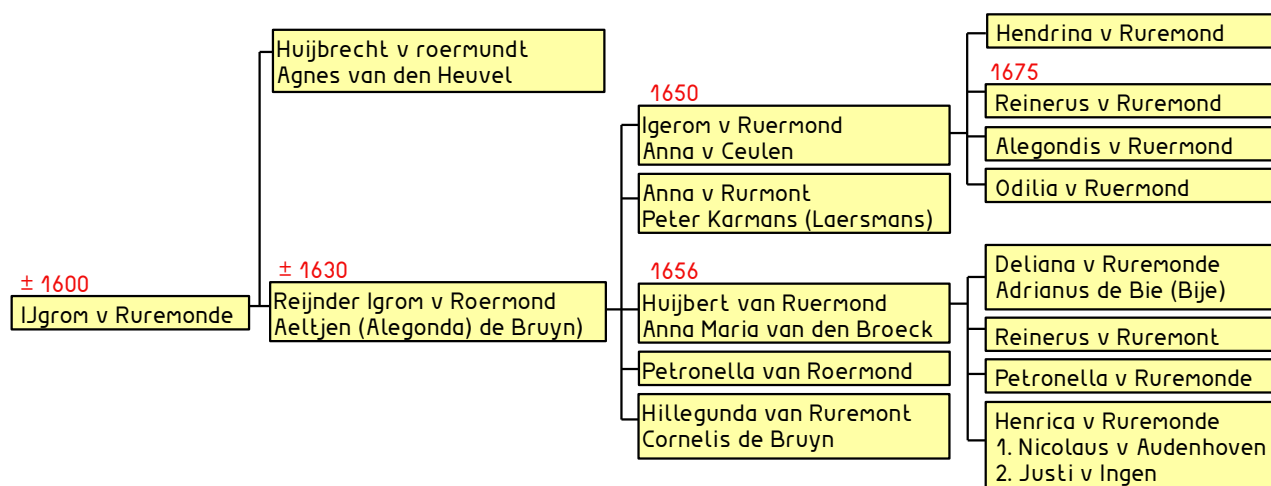 ± 1600
IJgrom v Ruremonde
Huijbrecht v roermundt
Agnes van den Heuvel
± 1630
Reijnder Igrom v Roermond
Aeltjen (Alegonda) de Bruyn)
1650
Igerom v Ruermond
Anna v Ceulen
Anna v Rurmont
Peter Karmans (Laersmans)
1656
Huijbert van Ruermond
Anna Maria van den Broeck
Petronella van Roermond
Hillegunda van Ruremont
Cornelis de Bruyn
Hendrina v Ruremond
1675
Reinerus v Ruremond
Alegondis v Ruermond
Odilia v Ruermond
Deliana v Ruremonde
Adrianus de Bie (Bije)
Reinerus v Ruremont
Petronella v Ruremonde
Henrica v Ruremonde
1. Nicolaus v Audenhoven
2. Justi v Ingen